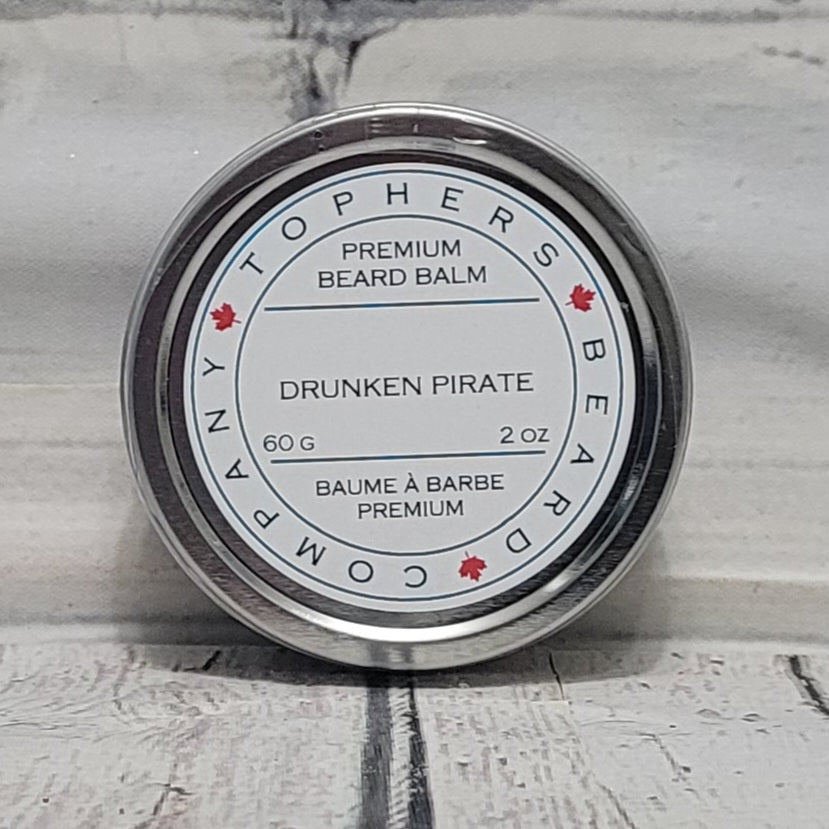 TOPHERS BEARD COMPANY
PREMIUM
BEARD BALM
DRUNKEN PIRATE
60 G 2 OZ
BAUME À BARBE
PREMIUM